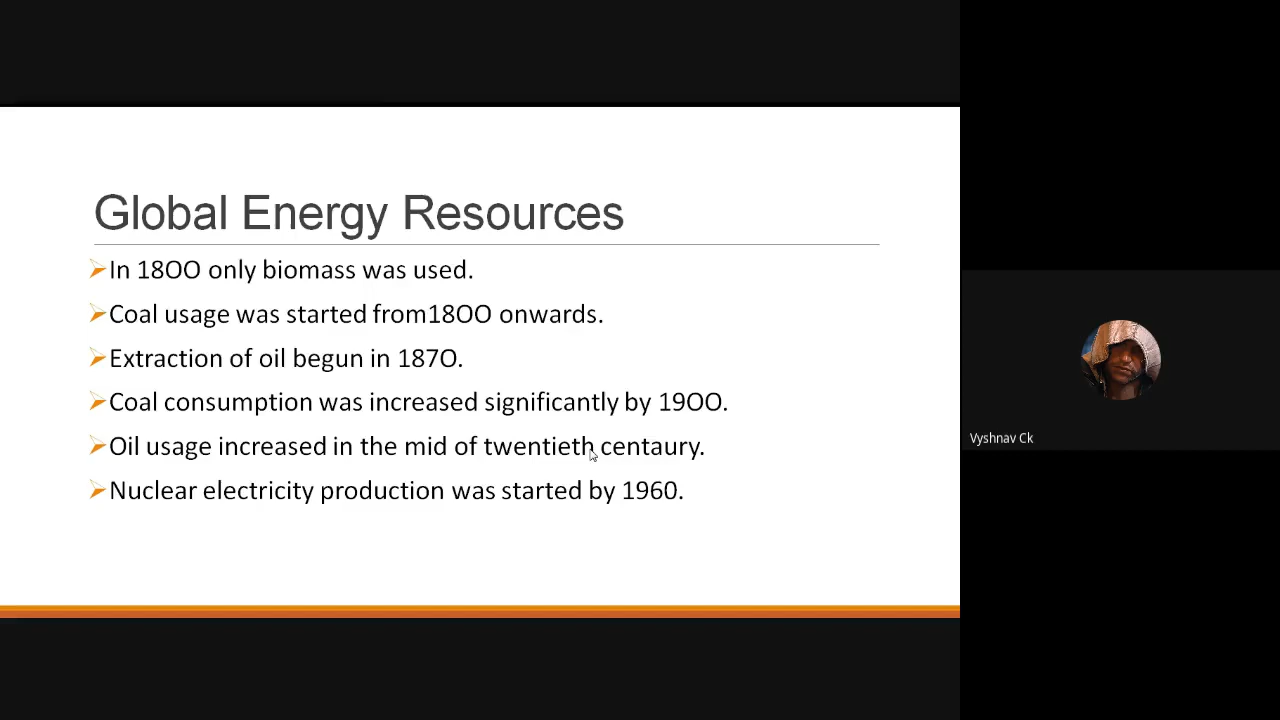 Global Energy Resources
In 18OO only biomass was used.
Coal usage was started from18OO onwards.
Extraction of oil begun in 187O.
Coal consumption was increased significantly by 19OO.
Oil usage increased in the mid of twentieth centaury.
Nuclear electricity production was started by 1960.
Vyshnav Ck